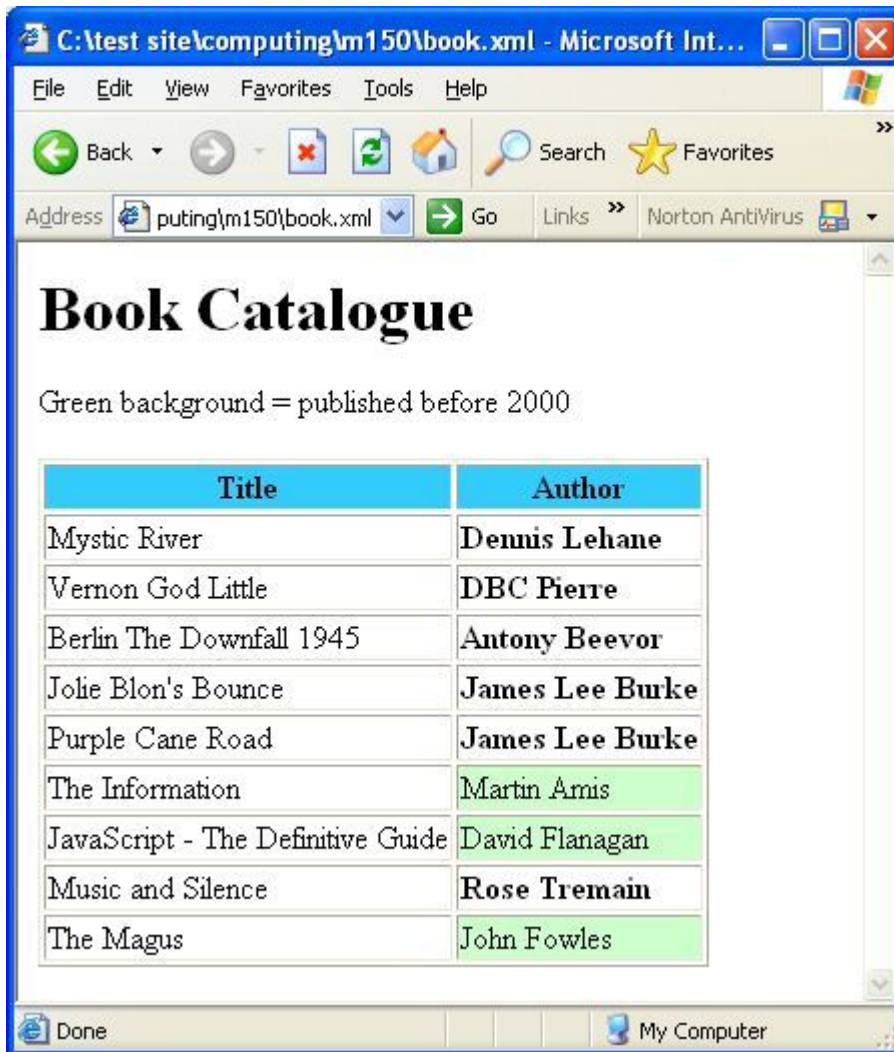 C:\test site\computing\m150\book.xml - Microsoft Int...
File Edit View Favorites Tools Help
Back Search Favorites »
Address puting\m150\book.xml Go Links » Norton AntiVirus
Book Catalogue
Green background = published before 2000
Title Author
Mystic River Dennis Lehane
Vernon God Little DBC Pierre
Berlin The Downfall 1945 Antony Beevor
Jolie Blon's Bounce James Lee Burke
Purple Cane Road James Lee Burke
The Information Martin Amis
JavaScript - The Definitive Guide David Flanagan
Music and Silence Rose Tremain
The Magus John Fowles
Done My Computer